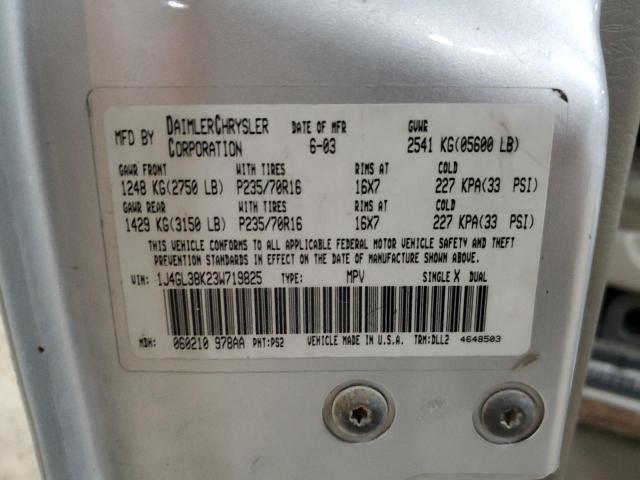 MFD BY DAIMLERCHRYSLER CORPORATION DATE OF MFR 6-03 GVWR 2541 KG(05600 LB)
GAWR FRONT WITH TIRES RIMS AT COLD
1248 KG(2750 LB) P235/70R16 16X7 227 KPA(33 PSI)
GAWR REAR WITH TIRES RIMS AT COLD
1429 KG(3150 LB) P235/70R16 16X7 227 KPA(33 PSI)
THIS VEHICLE CONFORMS TO ALL APPLICABLE FEDERAL MOTOR VEHICLE SAFETY AND THEFT
PREVENTION STANDARDS IN EFFECT ON THE DATE OF MANUFACTURE SHOWN ABOVE.
VIN: 1J4GL38K23W719825 TYPE: MPV SINGLE X DUAL
MDH: 060210 978AA PNT:PS2 VEHICLE MADE IN U.S.A. TRM:DLL2 4648503